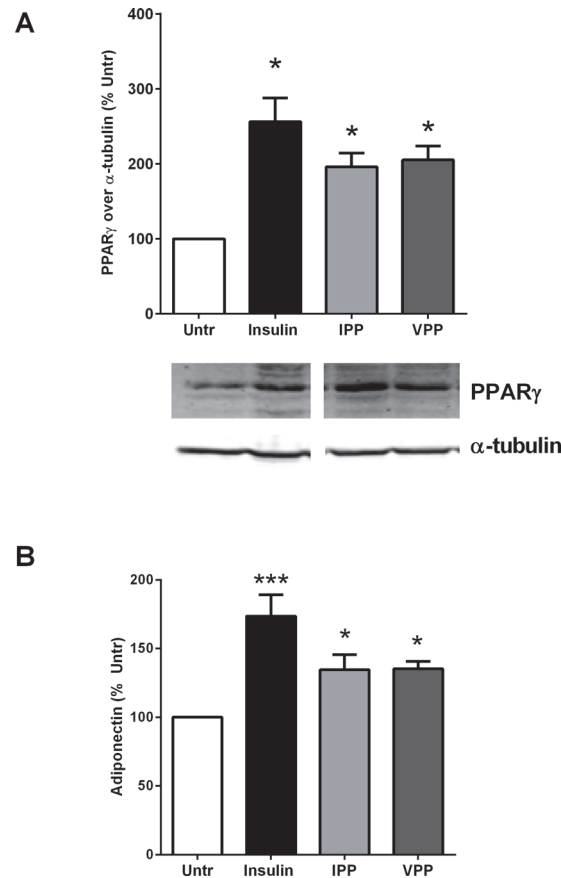 A
PPARγ over α-tubulin (% Untr)
400
300
200
100
0
*
*
*
Untr Insulin IPP VPP
PPARγ
α-tubulin
B
Adiponectin (% Untr)
200
150
100
50
0
***
*
*
Untr Insulin IPP VPP